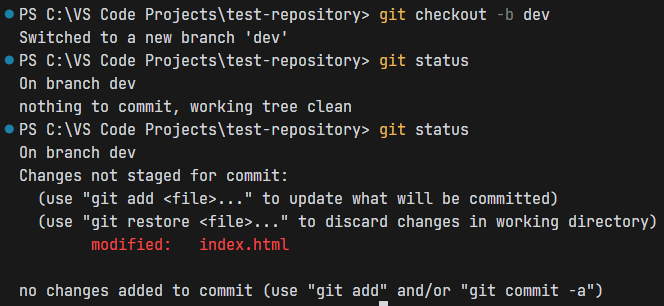 PS C:\VS Code Projects\test-repository> git checkout -b dev
Switched to a new branch 'dev'
PS C:\VS Code Projects\test-repository> git status
On branch dev
nothing to commit, working tree clean
PS C:\VS Code Projects\test-repository> git status
On branch dev
Changes not staged for commit:
  (use "git add <file>..." to update what will be committed)
  (use "git restore <file>..." to discard changes in working directory)
        modified:   index.html

no changes added to commit (use "git add" and/or "git commit -a")